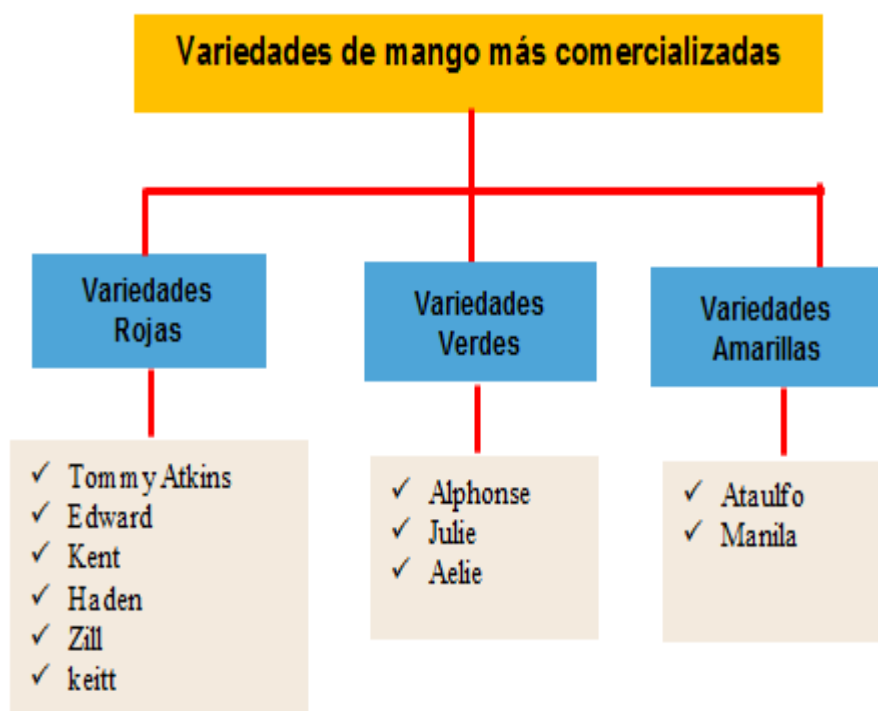 Variedades de mango más comercializadas
Variedades
Rojas
Tommy Atkins
Edward
Kent
Haden
Zill
keitt
Variedades
Verdes
Alphonse
Julie
Aelie
Variedades
Amarillas
Ataulfo
Manila